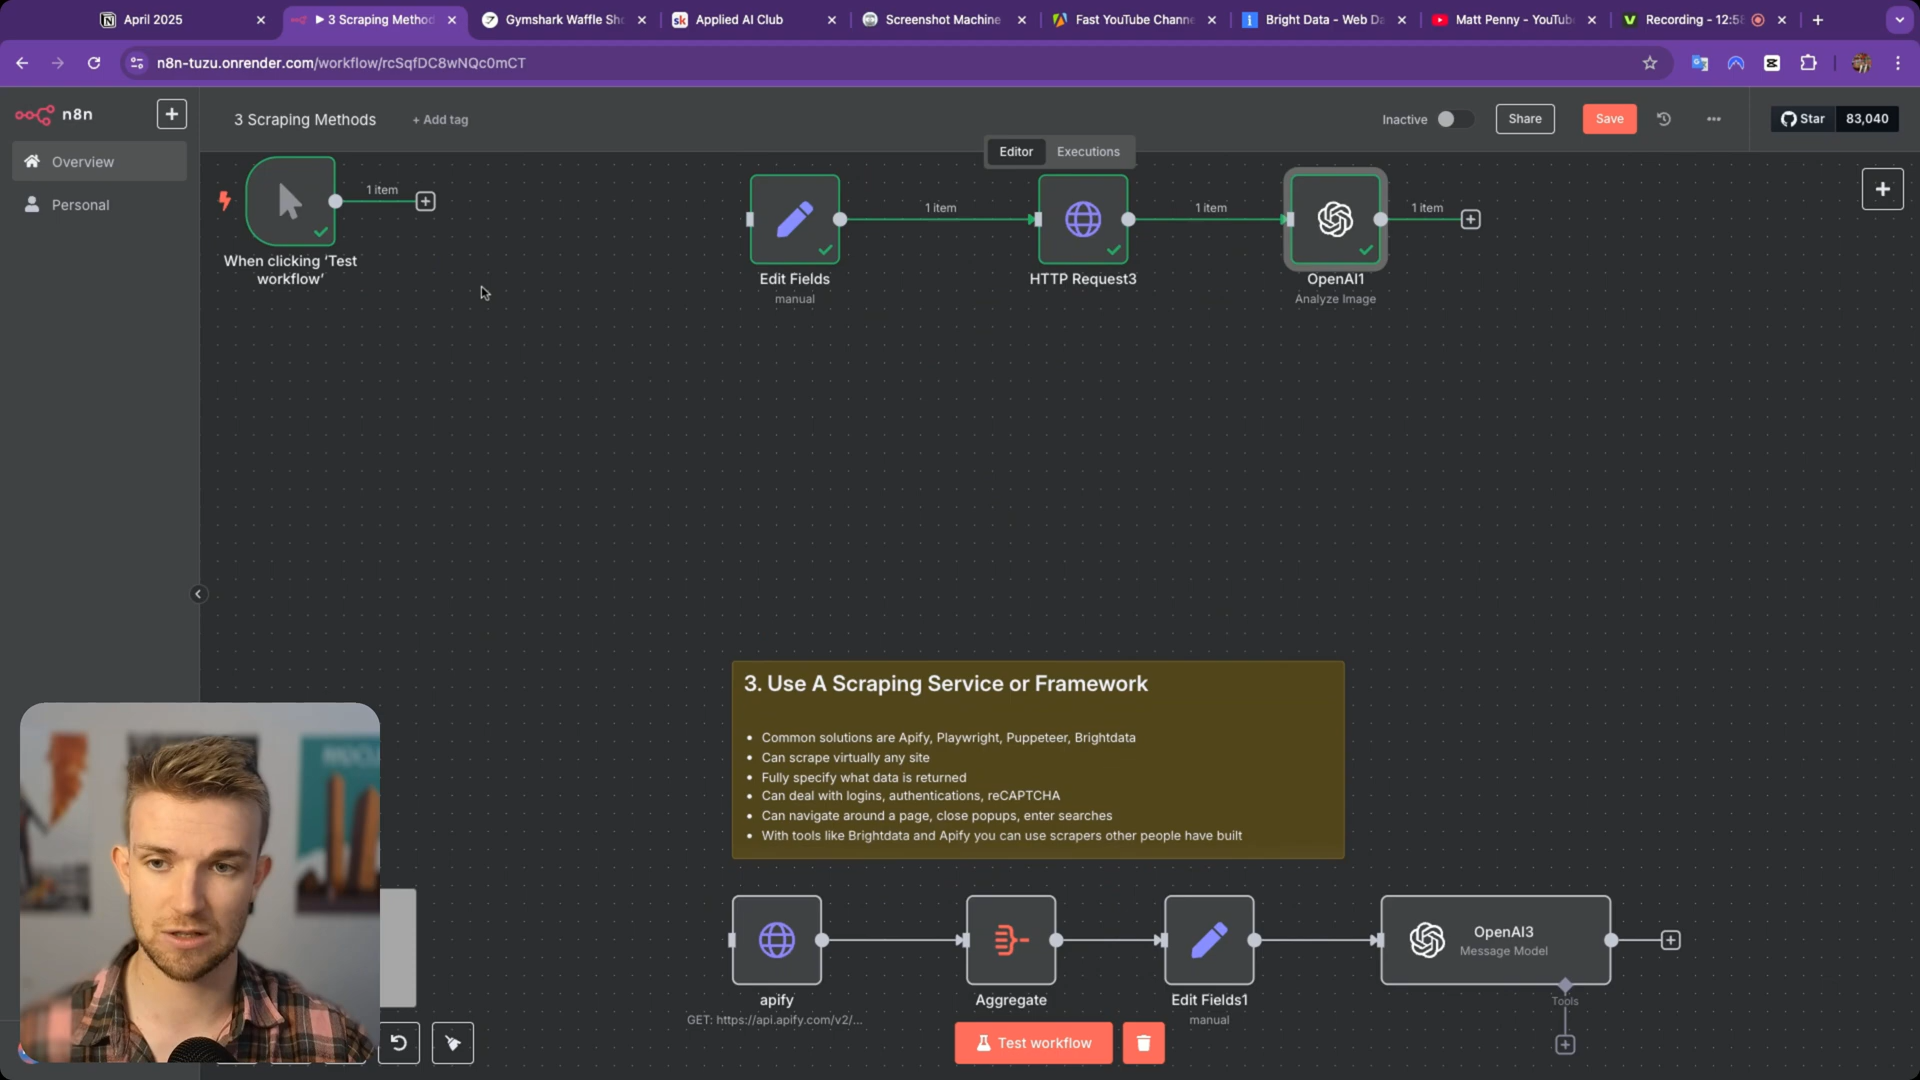 April 2025
3 Scraping Method
Gymshark Waffle Sho
Applied AI Club
Screenshot Machine
Fast YouTube Channe
Bright Data - Web Da
Matt Penny - YouTub
Recording - 12:58
n8n-tuzu.onrender.com/workflow/rcSqfDC8wNQc0mCT
n8n
3 Scraping Methods
+ Add tag
Inactive
Share
Save
Star
83,040
Editor
Executions
Overview
Personal
1 item
1 item
1 item
1 item
When clicking ‘Test
workflow’
Edit Fields
manual
HTTP Request3
OpenAI1
Analyze Image
3. Use A Scraping Service or Framework
• Common solutions are Apify, Playwright, Puppeteer, Brightdata
• Can scrape virtually any site
• Fully specify what data is returned
• Can deal with logins, authentications, reCAPTCHA
• Can navigate around a page, close popups, enter searches
• With tools like Brightdata and Apify you can use scrapers other people have built
OpenAI3
Message Model
apify
GET: https://api.apify.com/v2/...
Aggregate
Edit Fields1
manual
Tools
Test workflow